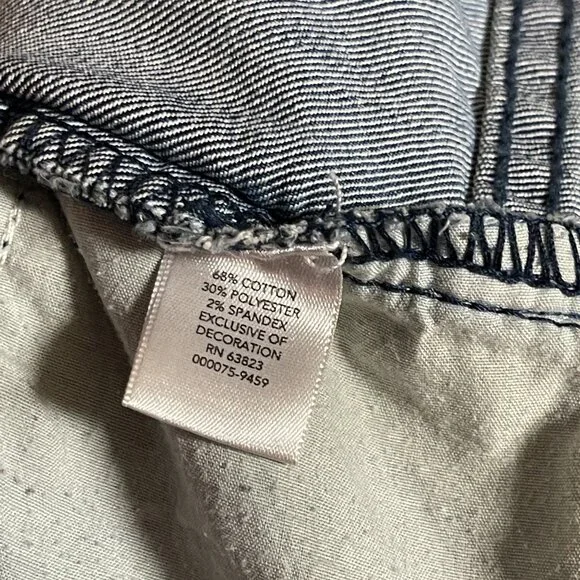 68% COTTON
30% POLYESTER
2% SPANDEX
EXCLUSIVE OF
DECORATION
RN 63823
000075-9459